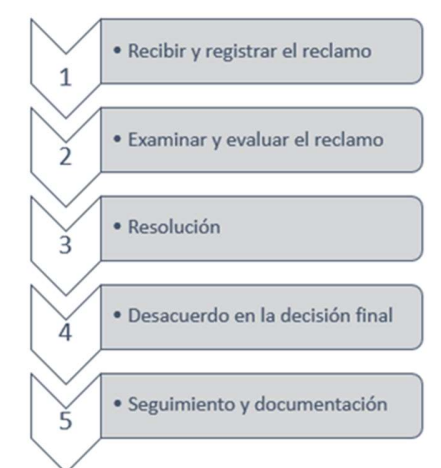 1
• Recibir y registrar el reclamo
2
• Examinar y evaluar el reclamo
3
• Resolución
4
• Desacuerdo en la decisión final
5
• Seguimiento y documentación